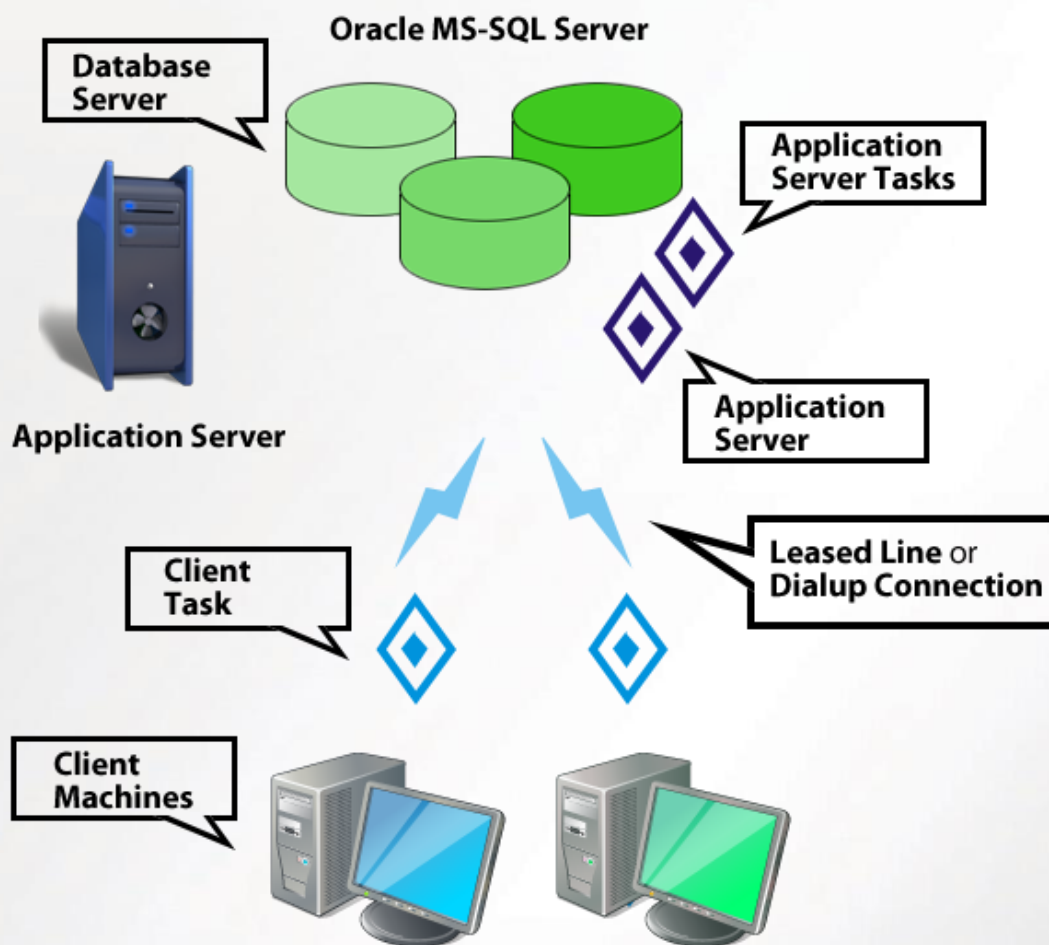 Oracle MS-SQL Server
Database
Server
Application
Server Tasks
Application
Server
Application Server
Leased Line or
Dialup Connection
Client
Task
Client
Machines